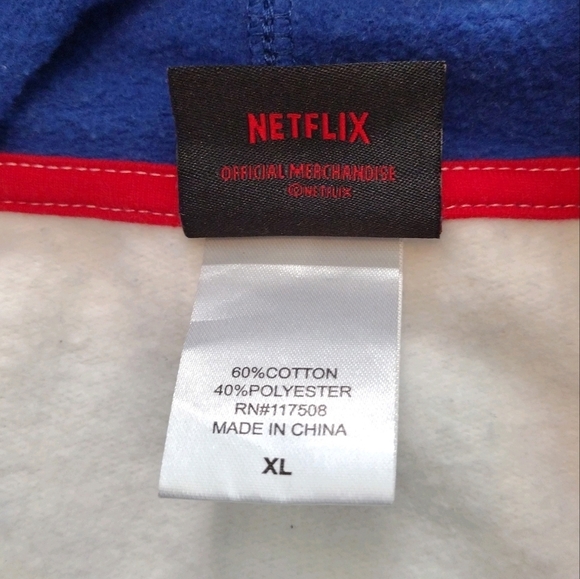 NETFLIX
OFFICIAL MERCHANDISE
©NETFLIX
60%COTTON
40%POLYESTER
RN#117508
MADE IN CHINA
XL